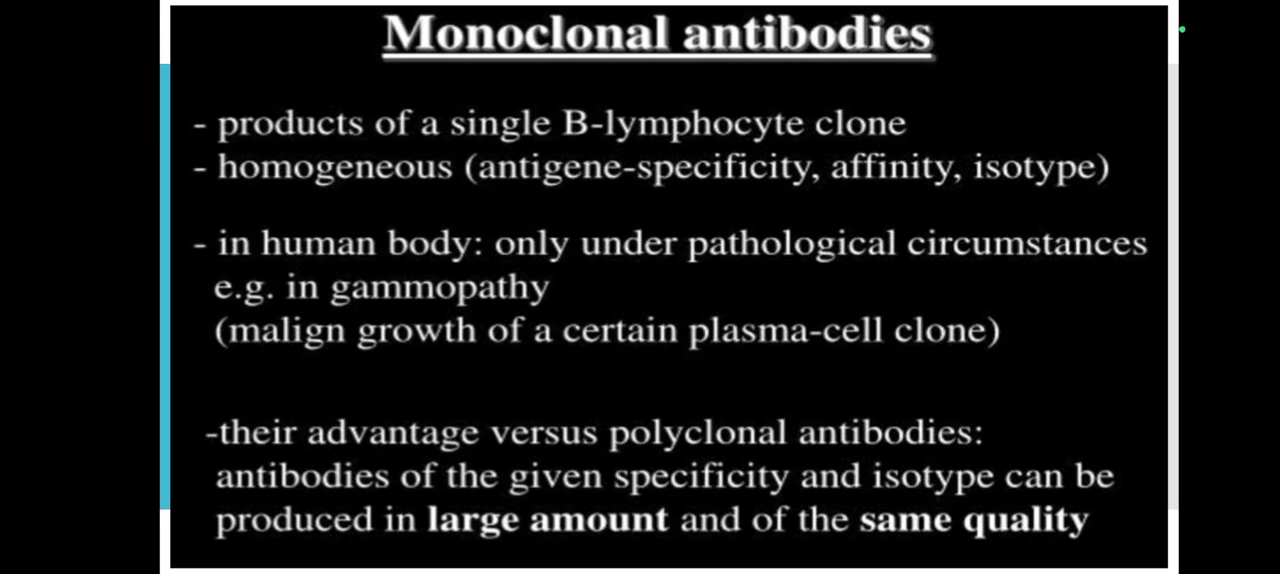 Monoclonal antibodies
- products of a single B-lymphocyte clone
- homogeneous (antigene-specificity, affinity, isotype)
- in human body: only under pathological circumstances
e.g. in gammopathy
(malign growth of a certain plasma-cell clone)
-their advantage versus polyclonal antibodies:
antibodies of the given specificity and isotype can be
produced in large amount and of the same quality